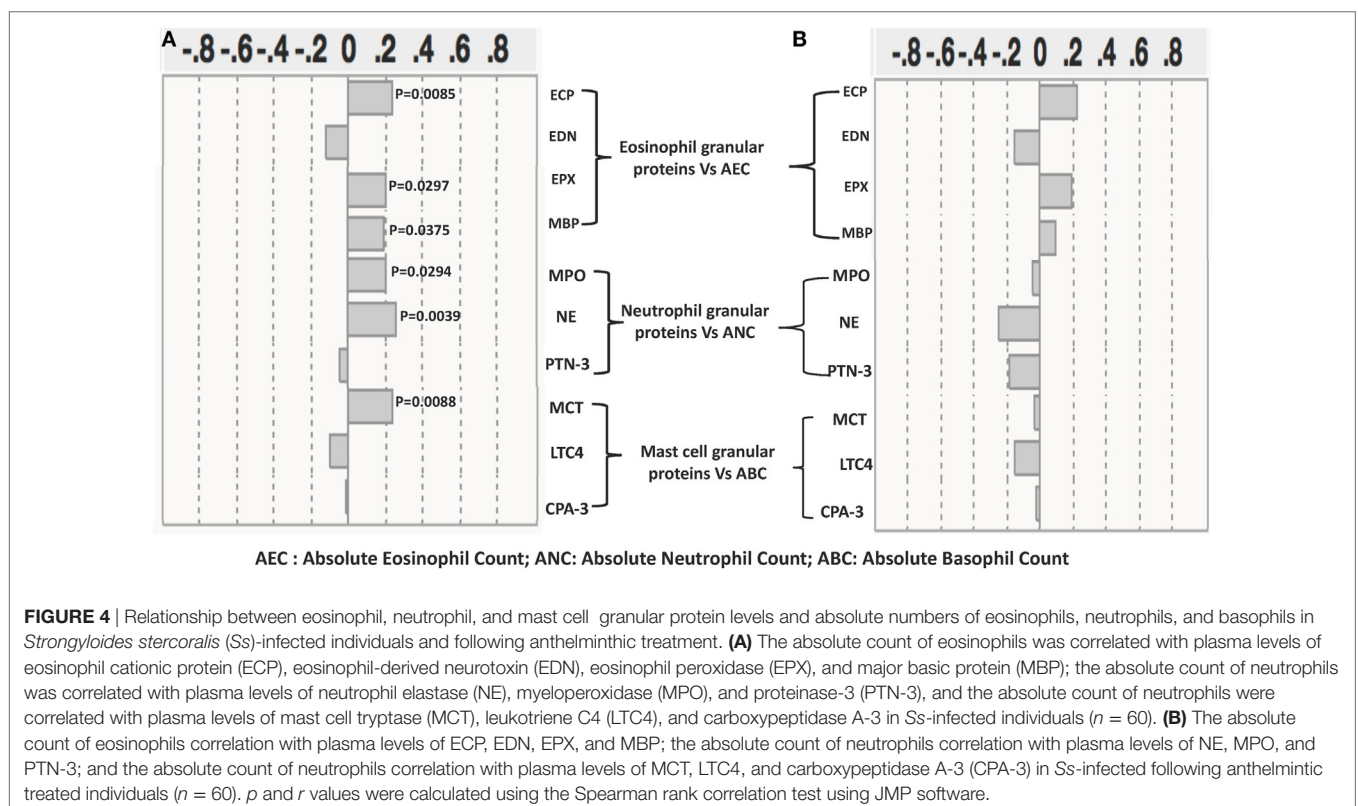 A
-.8 -.6 -.4 -.2 0 .2 .4 .6 .8
P=0.0085
P=0.0297
P=0.0375
P=0.0294
P=0.0039
P=0.0088
ECP
EDN
EPX
MBP
MPO
NE
PTN-3
MCT
LTC4
CPA-3
Eosinophil granular
proteins Vs AEC
Neutrophil granular
proteins Vs ANC
Mast cell granular
proteins Vs ABC
B
-.8 -.6 -.4 -.2 0 .2 .4 .6 .8
ECP
EDN
EPX
MBP
MPO
NE
PTN-3
MCT
LTC4
CPA-3
AEC : Absolute Eosinophil Count; ANC: Absolute Neutrophil Count; ABC: Absolute Basophil Count
FIGURE 4 | Relationship between eosinophil, neutrophil, and mast cell granular protein levels and absolute numbers of eosinophils, neutrophils, and basophils in
Strongyloides stercoralis (Ss)-infected individuals and following anthelminthic treatment. (A) The absolute count of eosinophils was correlated with plasma levels of
eosinophil cationic protein (ECP), eosinophil-derived neurotoxin (EDN), eosinophil peroxidase (EPX), and major basic protein (MBP); the absolute count of neutrophils
was correlated with plasma levels of neutrophil elastase (NE), myeloperoxidase (MPO), and proteinase-3 (PTN-3), and the absolute count of neutrophils were
correlated with plasma levels of mast cell tryptase (MCT), leukotriene C4 (LTC4), and carboxypeptidase A-3 in Ss-infected individuals (n = 60). (B) The absolute
count of eosinophils correlation with plasma levels of ECP, EDN, EPX, and MBP; the absolute count of neutrophils correlation with plasma levels of NE, MPO, and
PTN-3; and the absolute count of neutrophils correlation with plasma levels of MCT, LTC4, and carboxypeptidase A-3 (CPA-3) in Ss-infected following anthelmintic
treated individuals (n = 60). p and r values were calculated using the Spearman rank correlation test using JMP software.